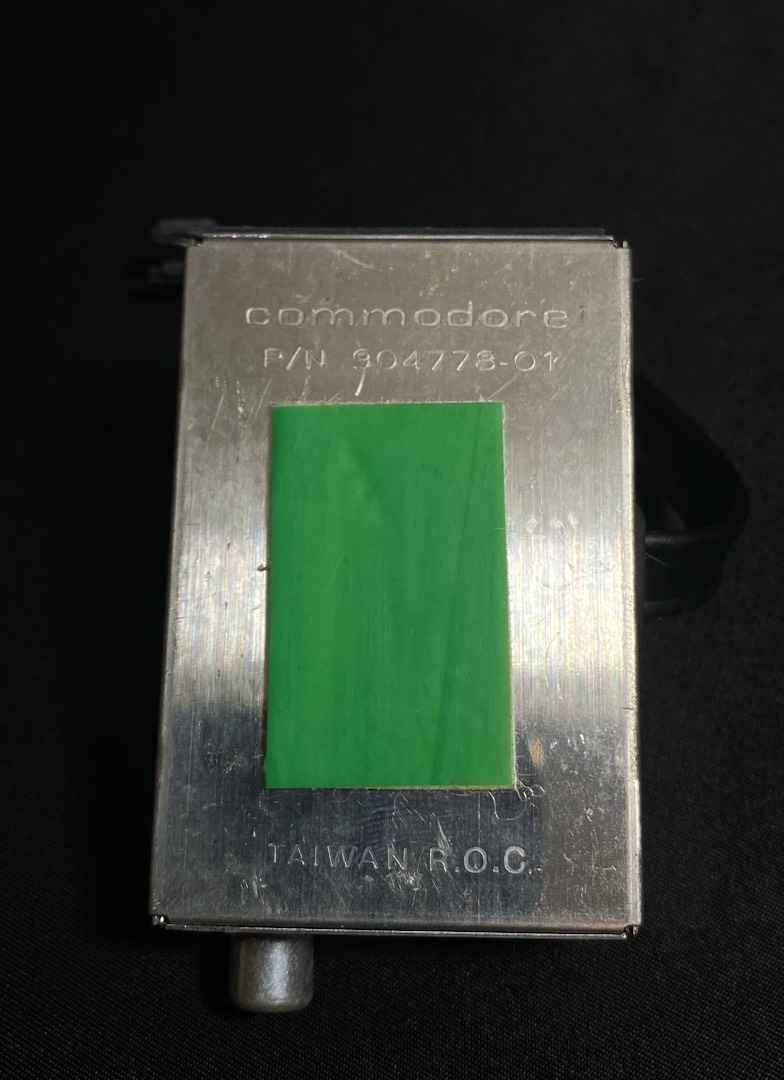 commodore
P/N 904778-01
TAIWAN R.O.C.